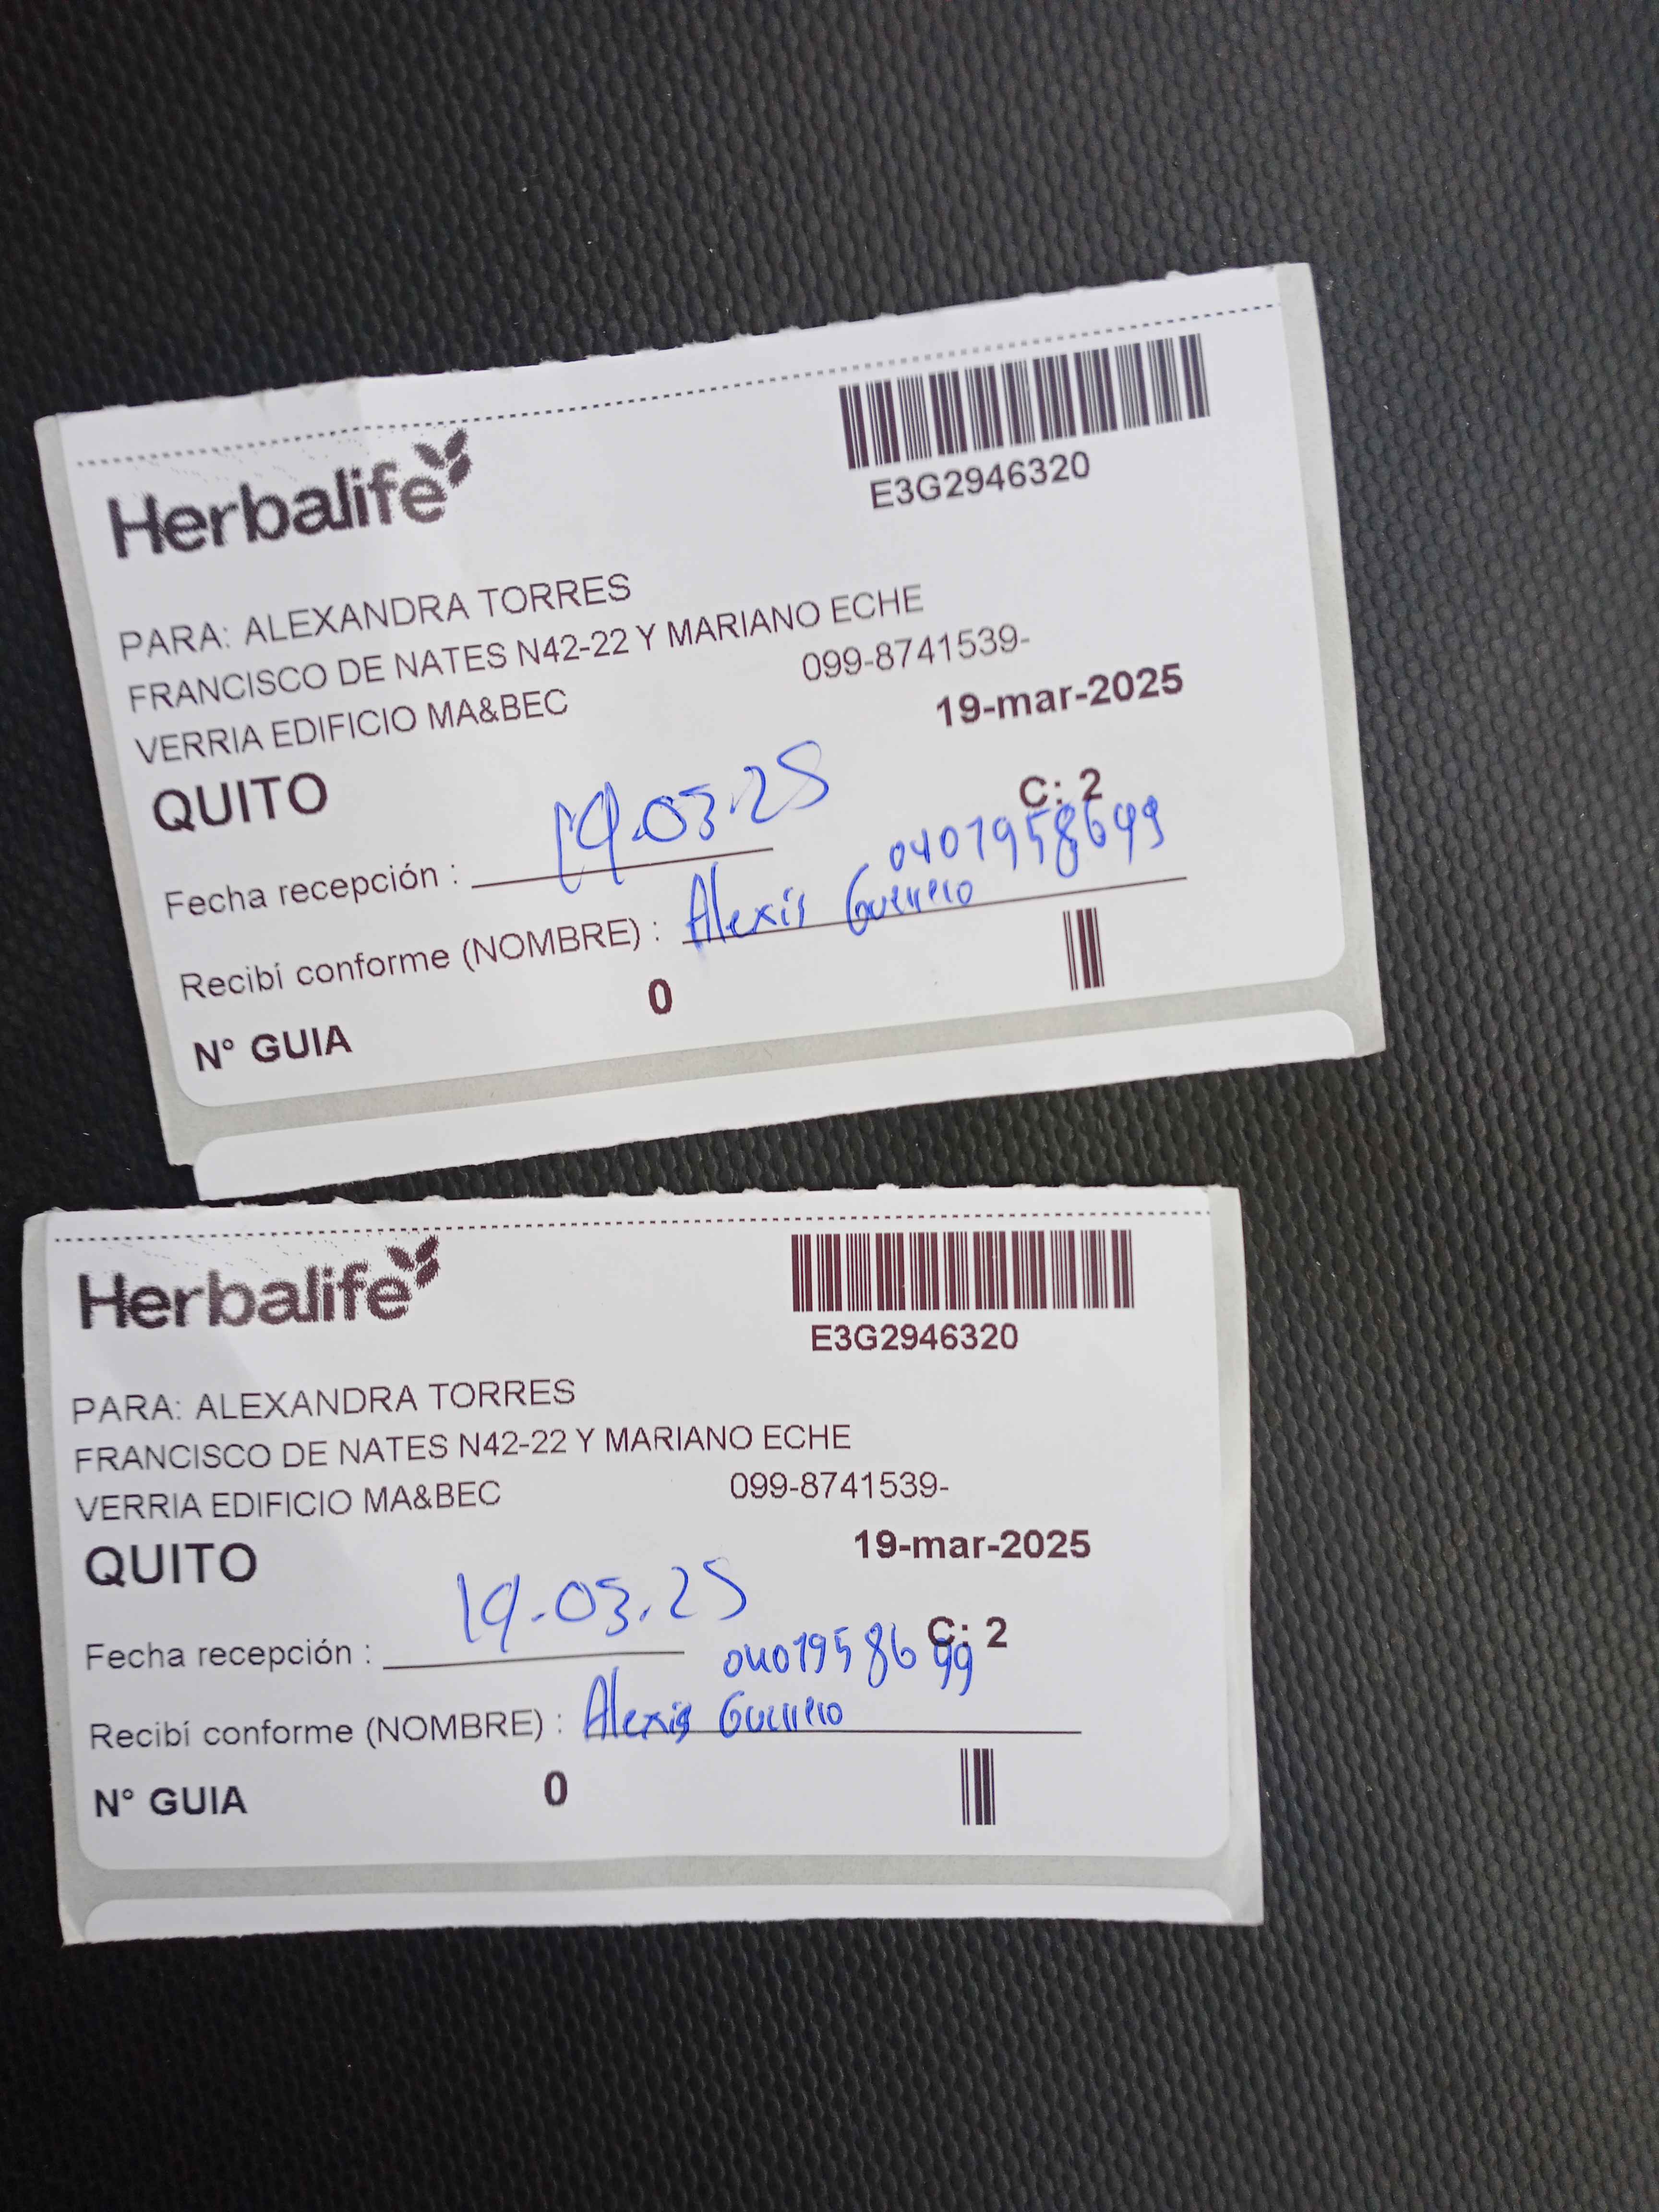 Herbalife
E3G2946320
PARA: ALEXANDRA TORRES
FRANCISCO DE NATES N42-22 Y MARIANO ECHE
VERRIA EDIFICIO MA&BEC 099-8741539-
19-mar-2025
QUITO
C: 2
Fecha recepción : 19.03.25
0401958699
Recibí conforme (NOMBRE) : Alexis Guerrero
N° GUIA 0
Herbalife
E3G2946320
PARA: ALEXANDRA TORRES
FRANCISCO DE NATES N42-22 Y MARIANO ECHE
VERRIA EDIFICIO MA&BEC 099-8741539-
19-mar-2025
QUITO
C: 2
Fecha recepción : 19.03.25
0401958699
Recibí conforme (NOMBRE) : Alexis Guerrero
N° GUIA 0